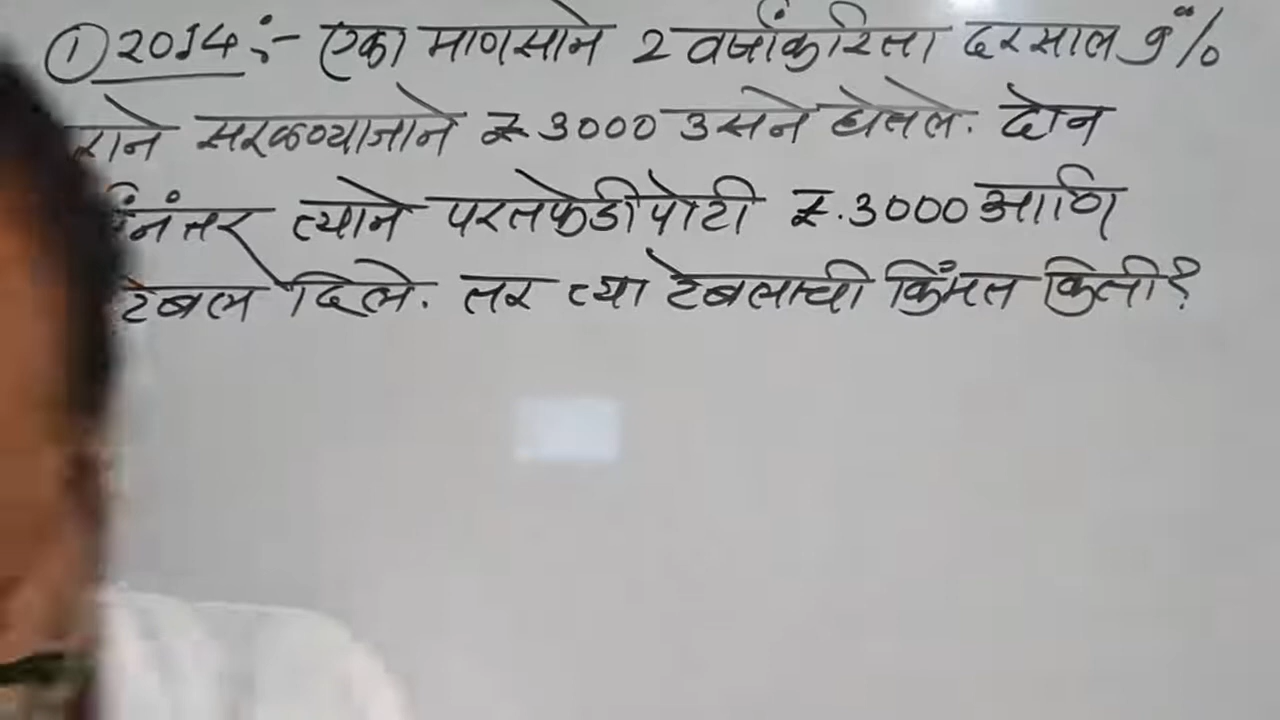 ① 2014 :- एका माणसाने 2 वर्षांकरिता दरसाल 9%
राने सरळव्याजाने रु. 3000 उसने घेतले. दोन
नंतर त्याने परतफेडीपोटी रु. 3000 आणि
टेबल दिले. तर त्या टेबलाची किंमत किती?